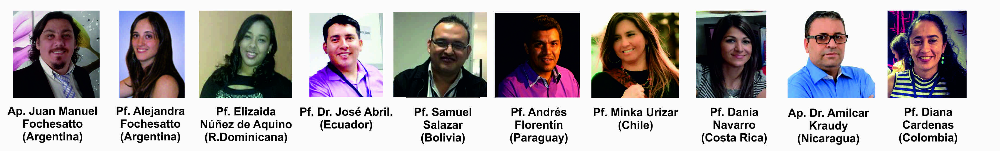 Ap. Juan Manuel
Fochesatto
(Argentina)
Pf. Alejandra
Fochesatto
(Argentina)
Pf. Elizaida
Núñez de Aquino
(R.Dominicana)
Pf. Dr. José Abril.
(Ecuador)
Pf. Samuel
Salazar
(Bolivia)
Pf. Andrés
Florentín
(Paraguay)
Pf. Minka Urizar
(Chile)
Pf. Dania
Navarro
(Costa Rica)
Ap. Dr. Amilcar
Kraudy
(Nicaragua)
Pf. Diana
Cardenas
(Colombia)